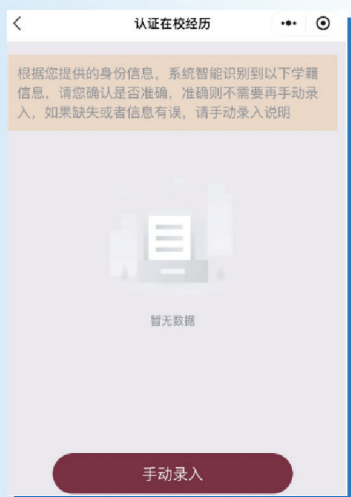 认证在校经历
根据您提供的身份信息，系统智能识别到以下学籍
信息，请您确认是否准确，准确则不需要再手动录
入，如果缺失或者信息有误，请手动录入说明
暂无数据
手动录入